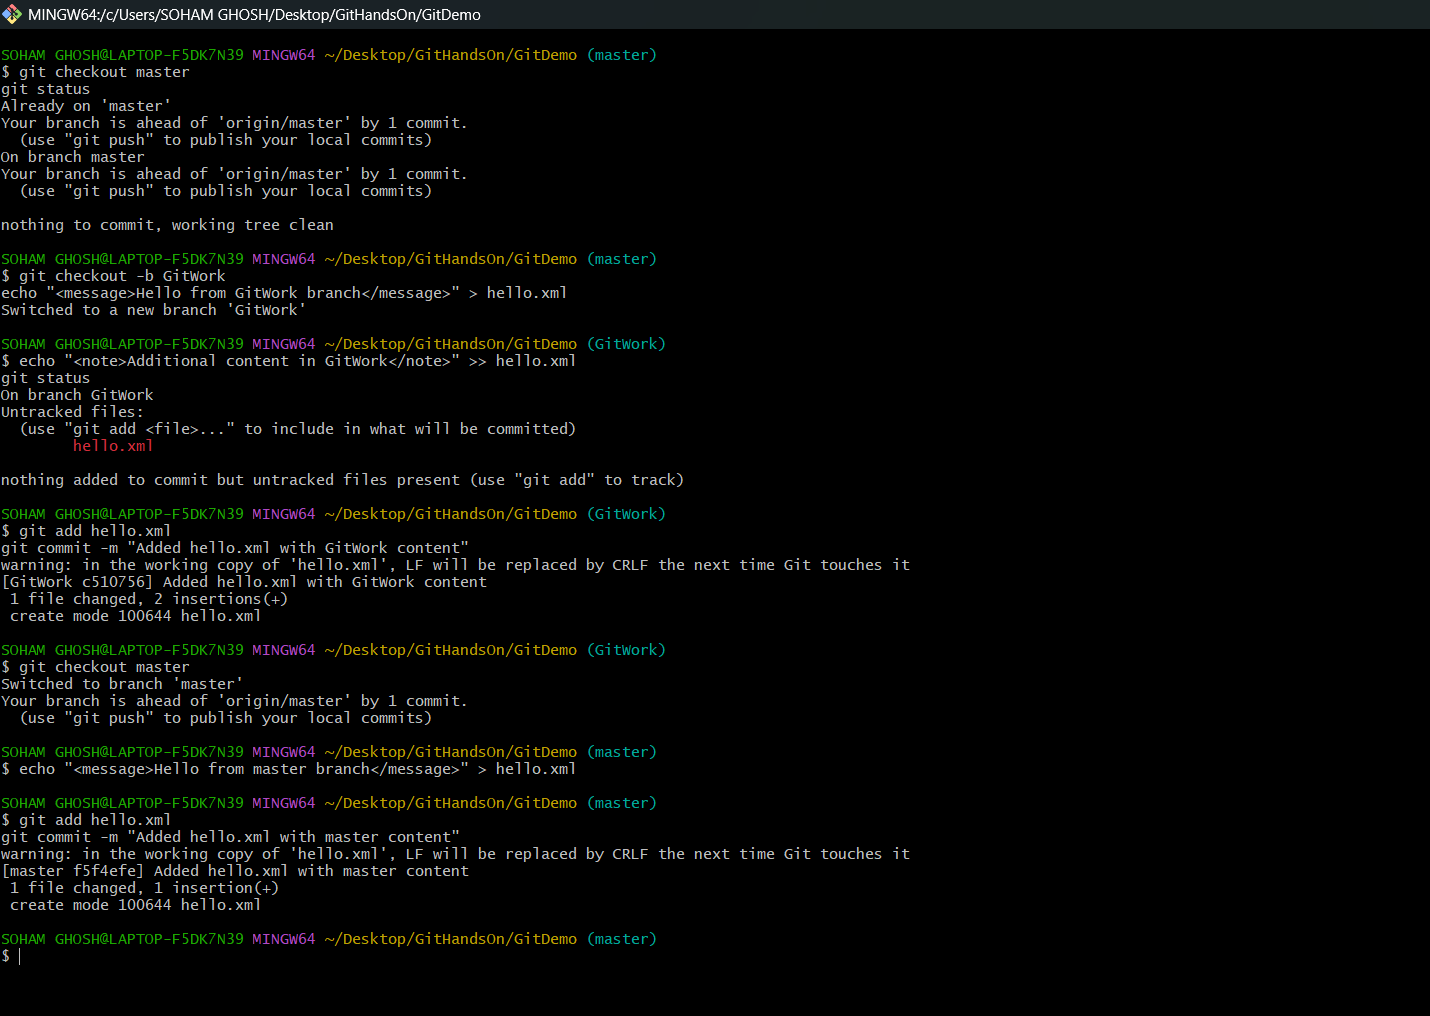 MINGW64:/c/Users/SOHAM GHOSH/Desktop/GitHandsOn/GitDemo
SOHAM GHOSH@LAPTOP-F5DK7N39 MINGW64 ~/Desktop/GitHandsOn/GitDemo (master)
$ git checkout master
git status
Already on 'master'
Your branch is ahead of 'origin/master' by 1 commit.
  (use "git push" to publish your local commits)
On branch master
Your branch is ahead of 'origin/master' by 1 commit.
  (use "git push" to publish your local commits)
nothing to commit, working tree clean
SOHAM GHOSH@LAPTOP-F5DK7N39 MINGW64 ~/Desktop/GitHandsOn/GitDemo (master)
$ git checkout -b GitWork
echo "<message>Hello from GitWork branch</message>" > hello.xml
Switched to a new branch 'GitWork'
SOHAM GHOSH@LAPTOP-F5DK7N39 MINGW64 ~/Desktop/GitHandsOn/GitDemo (GitWork)
$ echo "<note>Additional content in GitWork</note>" >> hello.xml
git status
On branch GitWork
Untracked files:
  (use "git add <file>..." to include in what will be committed)
        hello.xml
nothing added to commit but untracked files present (use "git add" to track)
SOHAM GHOSH@LAPTOP-F5DK7N39 MINGW64 ~/Desktop/GitHandsOn/GitDemo (GitWork)
$ git add hello.xml
git commit -m "Added hello.xml with GitWork content"
warning: in the working copy of 'hello.xml', LF will be replaced by CRLF the next time Git touches it
[GitWork c510756] Added hello.xml with GitWork content
 1 file changed, 2 insertions(+)
 create mode 100644 hello.xml
SOHAM GHOSH@LAPTOP-F5DK7N39 MINGW64 ~/Desktop/GitHandsOn/GitDemo (GitWork)
$ git checkout master
Switched to branch 'master'
Your branch is ahead of 'origin/master' by 1 commit.
  (use "git push" to publish your local commits)
SOHAM GHOSH@LAPTOP-F5DK7N39 MINGW64 ~/Desktop/GitHandsOn/GitDemo (master)
$ echo "<message>Hello from master branch</message>" > hello.xml
SOHAM GHOSH@LAPTOP-F5DK7N39 MINGW64 ~/Desktop/GitHandsOn/GitDemo (master)
$ git add hello.xml
git commit -m "Added hello.xml with master content"
warning: in the working copy of 'hello.xml', LF will be replaced by CRLF the next time Git touches it
[master f5f4efe] Added hello.xml with master content
 1 file changed, 1 insertion(+)
 create mode 100644 hello.xml
SOHAM GHOSH@LAPTOP-F5DK7N39 MINGW64 ~/Desktop/GitHandsOn/GitDemo (master)
$